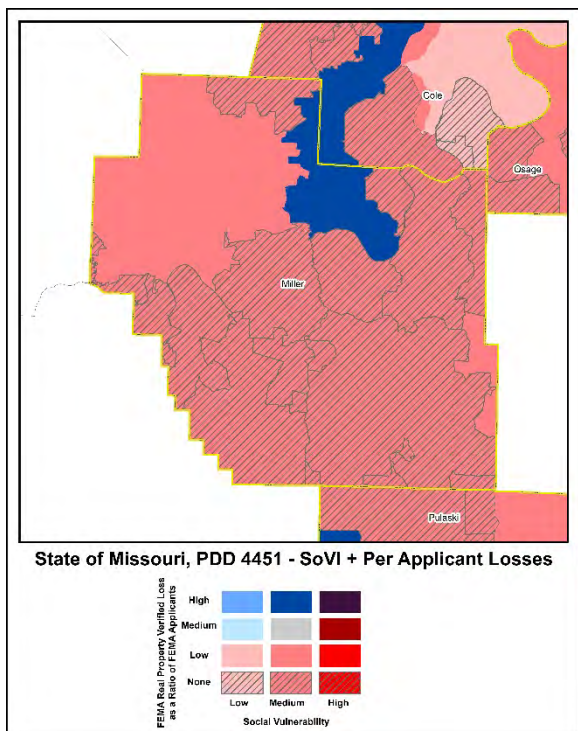 Cole
Osage
Miller
Pulaski
State of Missouri, PDD 4451 - SoVI + Per Applicant Losses
FEMA Real Property Verified Loss
as a Ratio of FEMA Applicants
High
Medium
Low
None
Low Medium High
Social Vulnerability